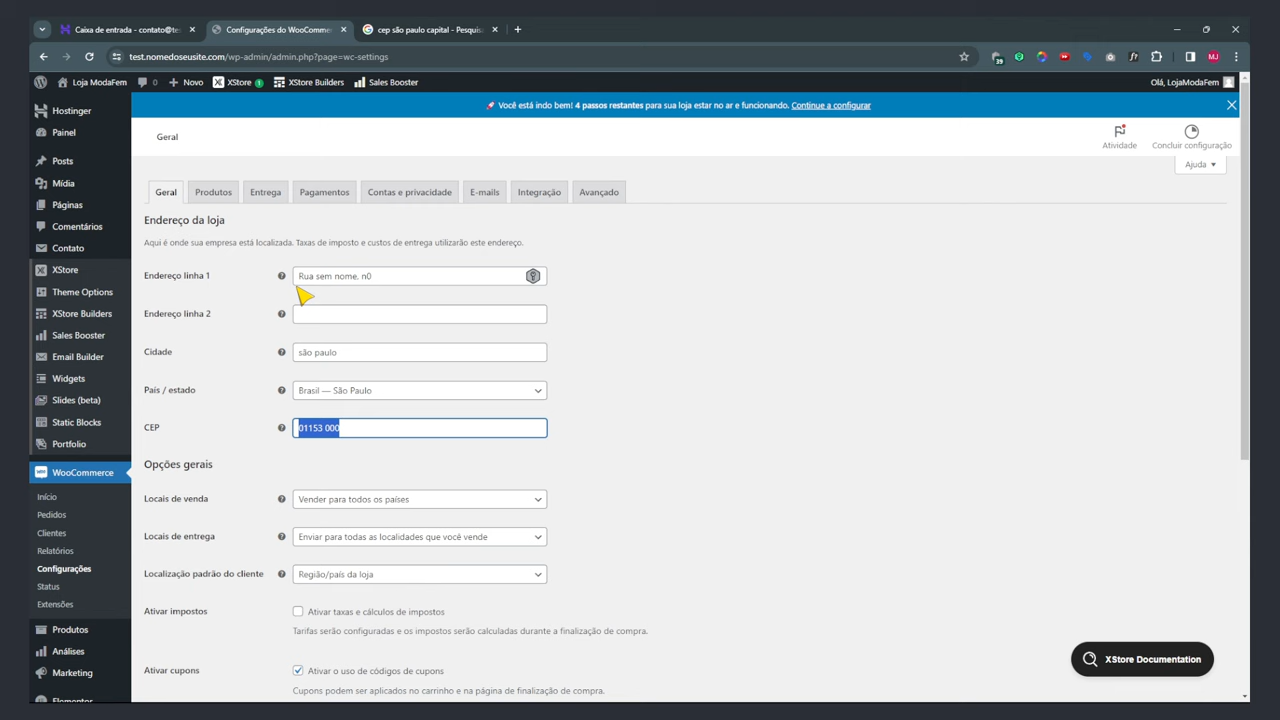 Caixa de entrada - contato@te
Configurações do WooComme
cep são paulo capital - Pesquis
test.nomedoseusite.com/wp-admin/admin.php?page=wc-settings
39
f?
MJ
Loja ModaFem
0
Novo
XStore 1
XStore Builders
Sales Booster
Olá, LojaModaFem
Hostinger
Painel
Posts
Mídia
Páginas
Comentários
Contato
XStore
Theme Options
XStore Builders
Sales Booster
Email Builder
Widgets
Slides (beta)
Static Blocks
Portfolio
WooCommerce
Início
Pedidos
Clientes
Relatórios
Configurações
Status
Extensões
Produtos
Análises
Marketing
Elementor
Você está indo bem! 4 passos restantes para sua loja estar no ar e funcionando. Continue a configurar
Geral
Atividade
Concluir configuração
Ajuda
Geral
Produtos
Entrega
Pagamentos
Contas e privacidade
E-mails
Integração
Avançado
Endereço da loja
Aqui é onde sua empresa está localizada. Taxas de imposto e custos de entrega utilizarão este endereço.
Endereço linha 1
Rua sem nome, n0
Endereço linha 2
Cidade
são paulo
País / estado
Brasil — São Paulo
CEP
01153 000
Opções gerais
Locais de venda
Vender para todos os países
Locais de entrega
Enviar para todas as localidades que você vende
Localização padrão do cliente
Região/país da loja
Ativar impostos
Ativar taxas e cálculos de impostos
Tarifas serão configuradas e os impostos serão calculadas durante a finalização de compra.
Ativar cupons
Ativar o uso de códigos de cupons
Cupons podem ser aplicados no carrinho e na página de finalização de compra.
XStore Documentation